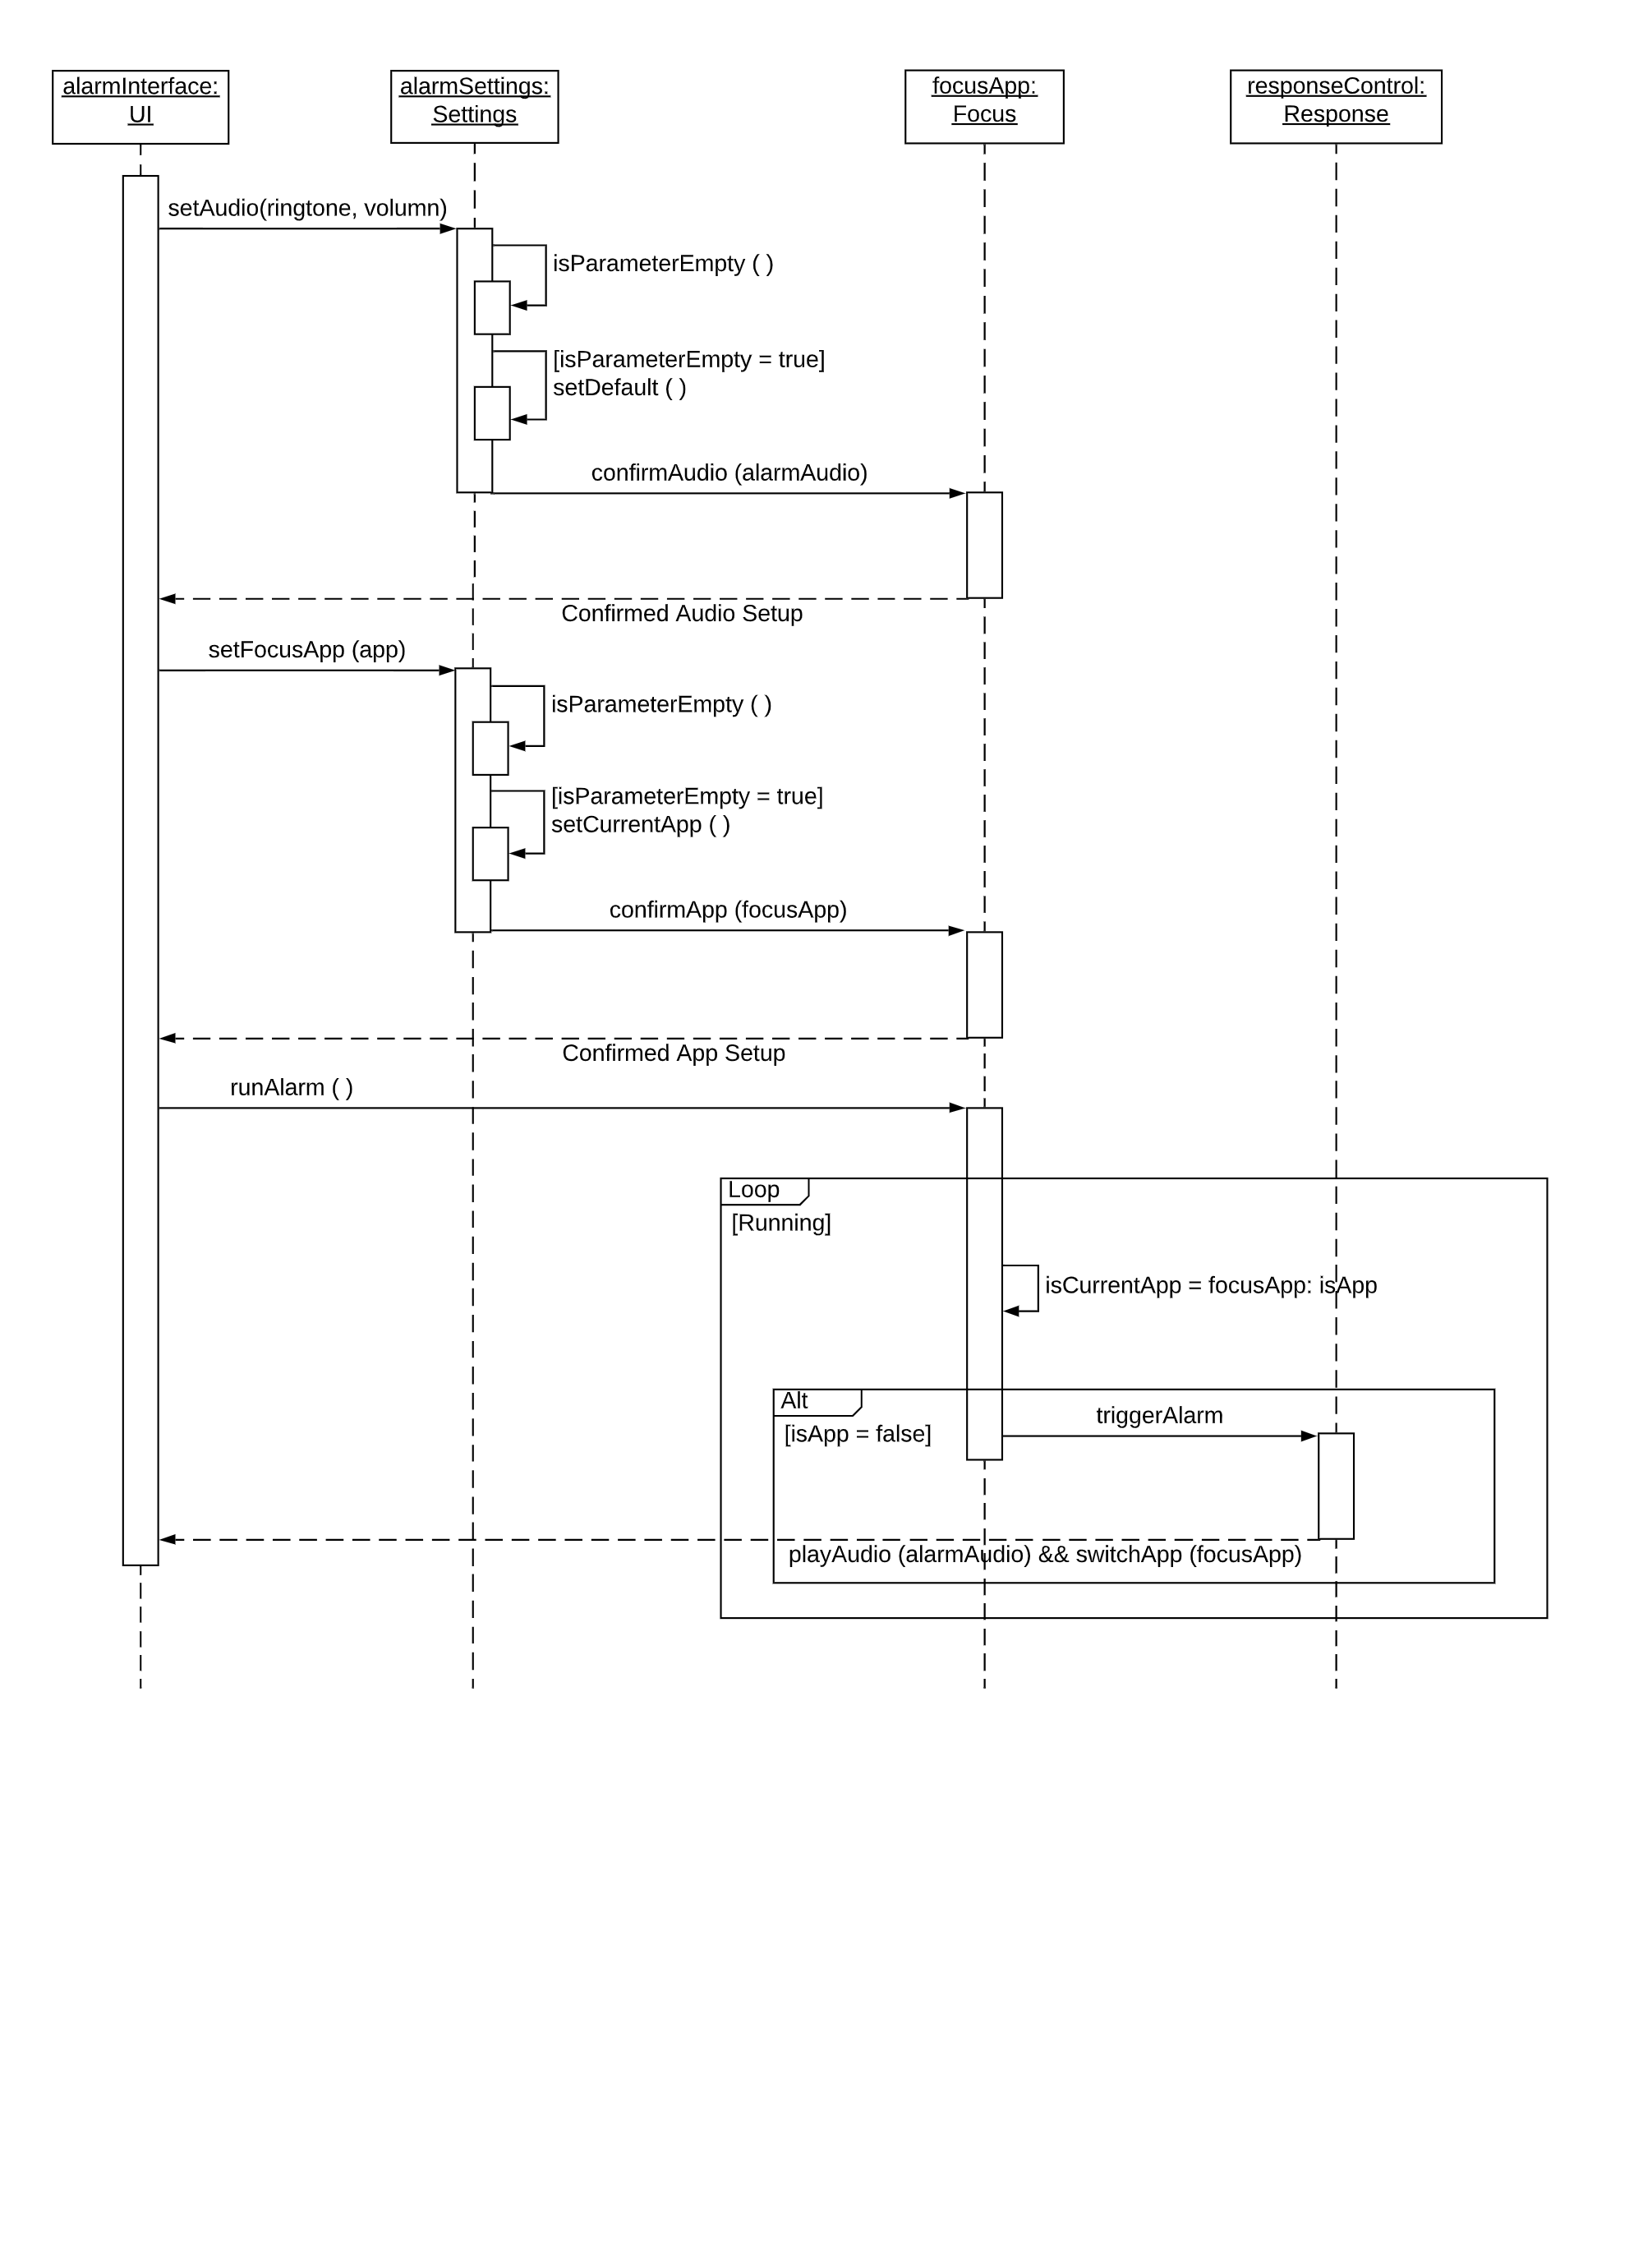 alarmInterface:
UI
alarmSettings:
Settings
focusApp:
Focus
responseControl:
Response
setAudio(ringtone, volumn)
isParameterEmpty ( )
[isParameterEmpty = true]
setDefault ( )
confirmAudio (alarmAudio)
Confirmed Audio Setup
setFocusApp (app)
isParameterEmpty ( )
[isParameterEmpty = true]
setCurrentApp ( )
confirmApp (focusApp)
Confirmed App Setup
runAlarm ( )
Loop
[Running]
isCurrentApp = focusApp: isApp
Alt
triggerAlarm
[isApp = false]
playAudio (alarmAudio) && switchApp (focusApp)